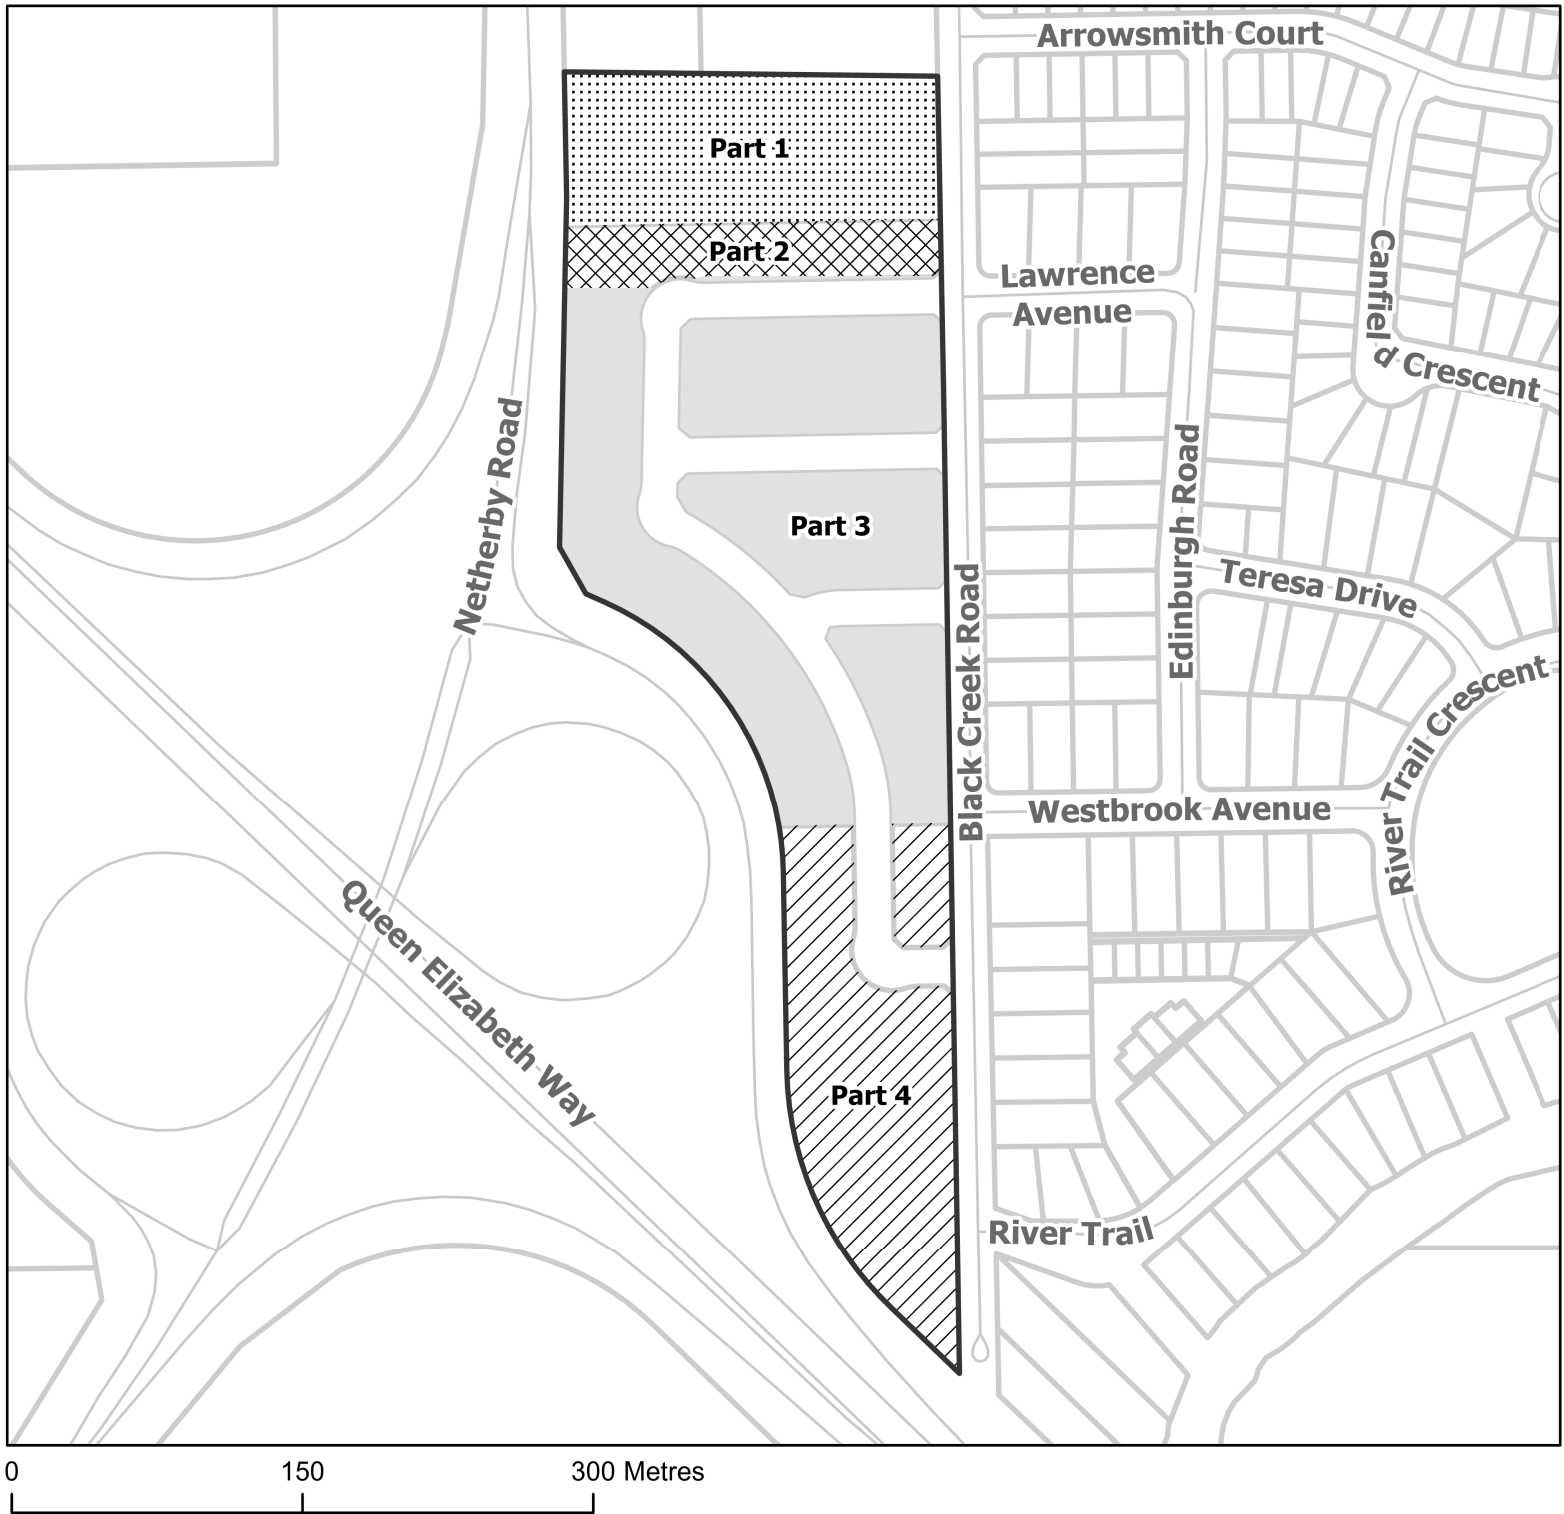 Arrowsmith Court
Part 1
Part 2
Lawrence
Avenue
Canfield Crescent
Netherby Road
Part 3
Edinburgh Road
Teresa Drive
Black Creek Road
River Trail Crescent
Westbrook Avenue
Queen Elizabeth Way
Part 4
River Trail
0 150 300 Metres